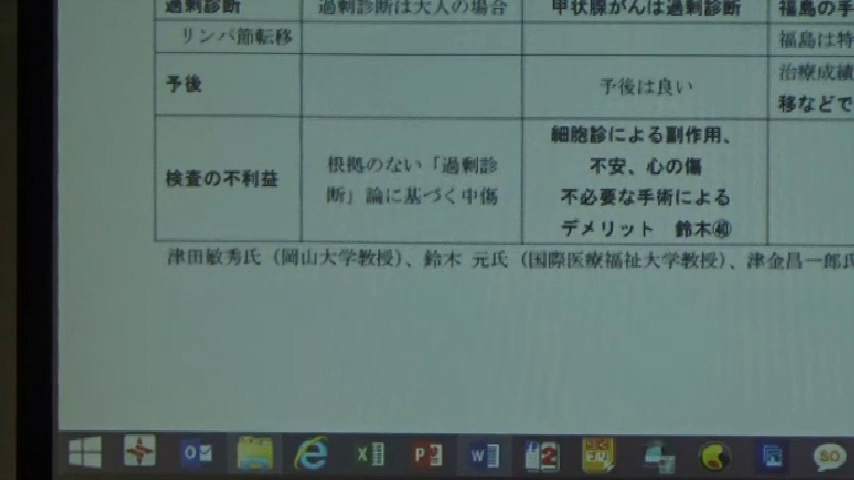 過剰診断 過剰診断は大人の場合 甲状腺がんは過剰診断 福島の手
リンパ節転移 福島は特
予後 予後は良い 治療成績
移などで
検査の不利益 根拠のない「過剰診
断」論に基づく中傷 細胞診による副作用、
不安、心の傷
不必要な手術による
デメリット 鈴木㊵
津田敏秀氏（岡山大学教授）、鈴木 元氏（国際医療福祉大学教授）、津金昌一郎氏